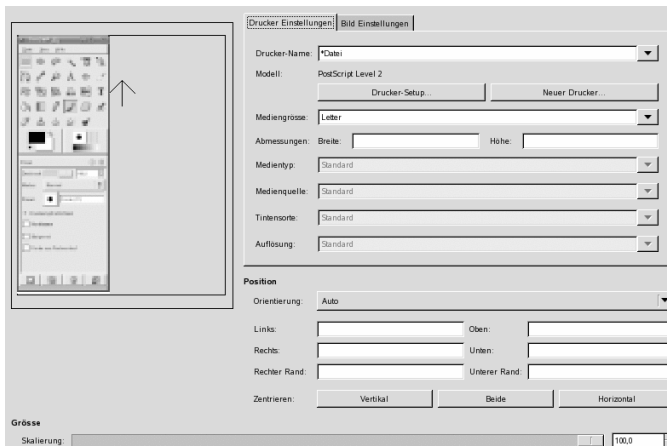 Drucker Einstellungen Bild Einstellungen
Drucker-Name: *Datei
Modell: PostScript Level 2
Drucker-Setup... Neuer Drucker...
Mediengrösse: Letter
Abmessungen: Breite: Höhe:
Medientyp: Standard
Medienquelle: Standard
Tintensorte: Standard
Auflösung: Standard
Position
Orientierung: Auto
Links: Oben:
Rechts: Unten:
Rechter Rand: Unterer Rand:
Zentrieren: Vertikal Beide Horizontal
Grösse
Skalierung: 100,0